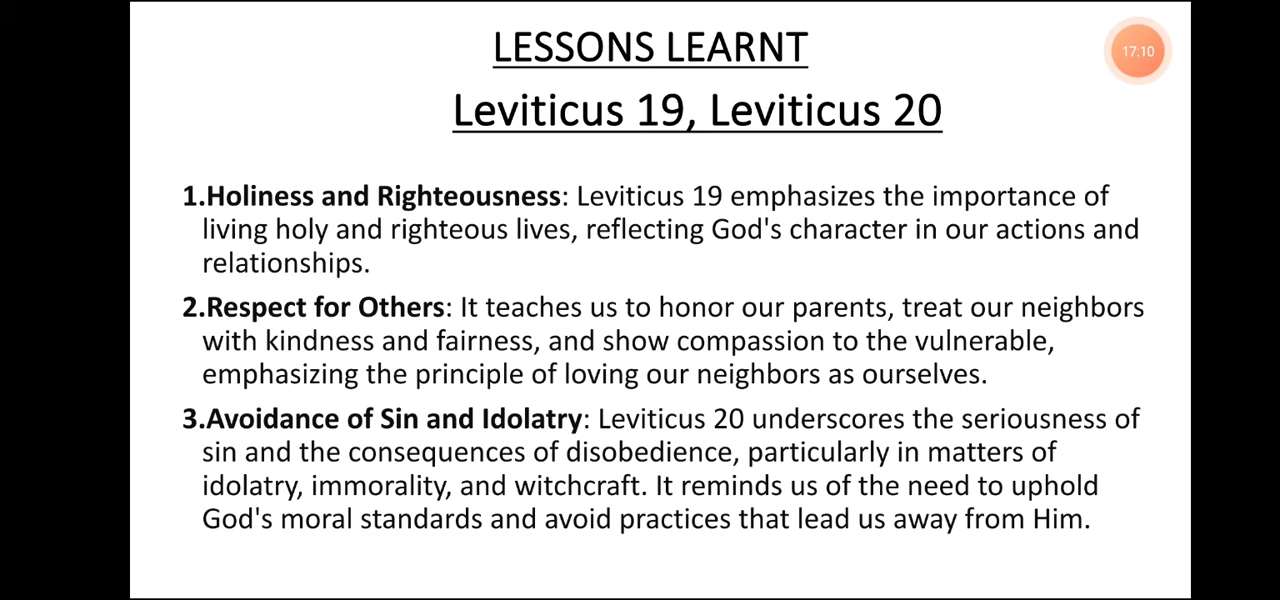 LESSONS LEARNT
17:10
Leviticus 19, Leviticus 20
1.Holiness and Righteousness: Leviticus 19 emphasizes the importance of
living holy and righteous lives, reflecting God's character in our actions and
relationships.
2.Respect for Others: It teaches us to honor our parents, treat our neighbors
with kindness and fairness, and show compassion to the vulnerable,
emphasizing the principle of loving our neighbors as ourselves.
3.Avoidance of Sin and Idolatry: Leviticus 20 underscores the seriousness of
sin and the consequences of disobedience, particularly in matters of
idolatry, immorality, and witchcraft. It reminds us of the need to uphold
God's moral standards and avoid practices that lead us away from Him.